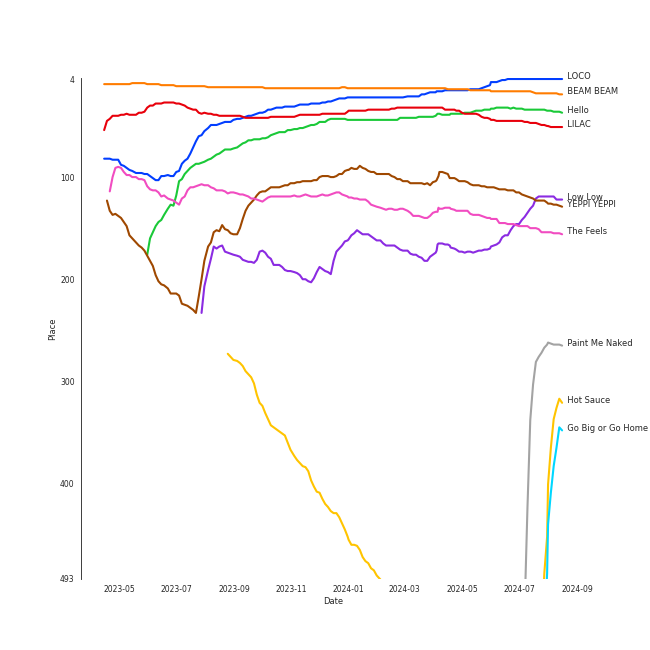 4
100
200
300
400
493
Place
2023-05
2023-07
2023-09
2023-11
2024-01
2024-03
2024-05
2024-07
2024-09
Date
LOCO
BEAM BEAM
Hello
LILAC
Low Low
YEPPI YEPPI
The Feels
Paint Me Naked
Hot Sauce
Go Big or Go Home